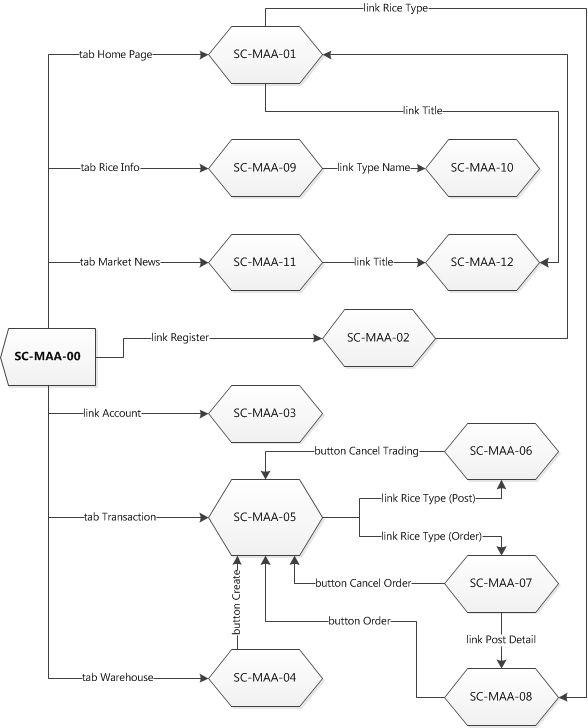 link Rice Type
tab Home Page
SC-MAA-01
link Title
tab Rice Info
SC-MAA-09
link Type Name
SC-MAA-10
tab Market News
SC-MAA-11
link Title
SC-MAA-12
SC-MAA-00
link Register
SC-MAA-02
link Account
SC-MAA-03
button Cancel Trading
SC-MAA-06
link Rice Type (Post)
tab Transaction
SC-MAA-05
link Rice Type (Order)
button Cancel Order
SC-MAA-07
button Create
button Order
link Post Detail
tab Warehouse
SC-MAA-04
SC-MAA-08